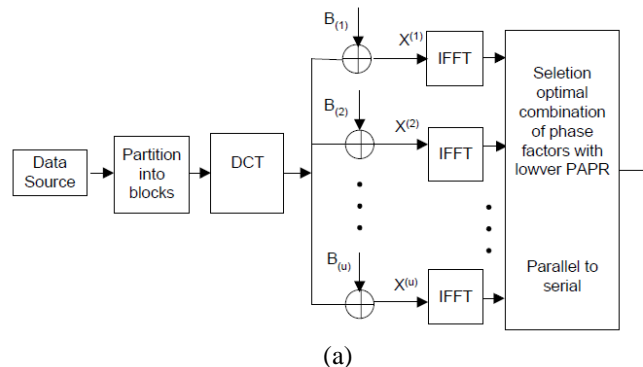 Data
Source
Partition
into
blocks
DCT
B(1)
X(1)
IFFT
B(2)
X(2)
IFFT
B(u)
X(u)
IFFT
Seletion
optimal
combination
of phase
factors with
lowver PAPR
Parallel to
serial
(a)